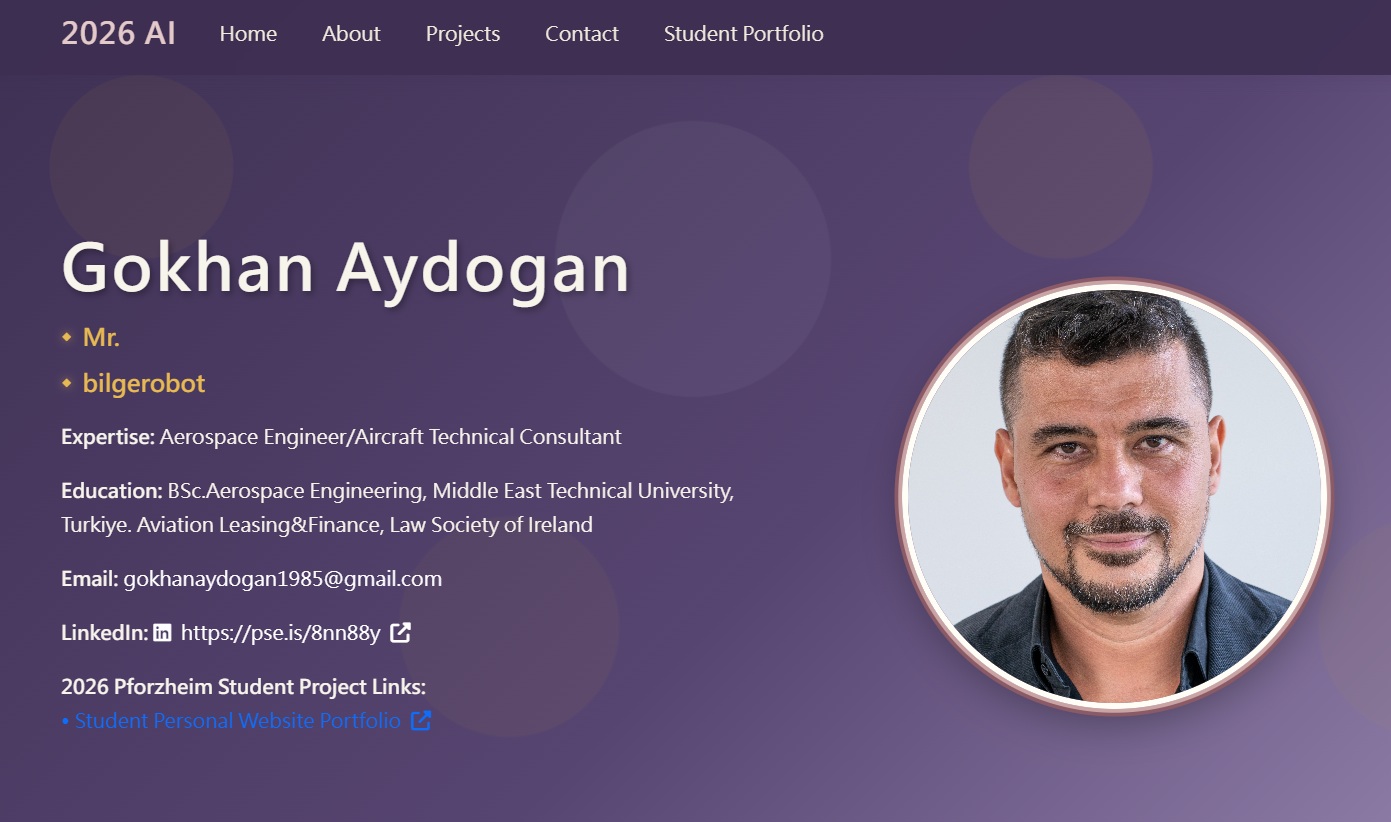 2026 AI Home About Projects Contact Student Portfolio
Gokhan Aydogan
Mr.
bilgerobot
Expertise: Aerospace Engineer/Aircraft Technical Consultant
Education: BSc.Aerospace Engineering, Middle East Technical University,
Turkiye. Aviation Leasing&Finance, Law Society of Ireland
Email: gokhanaydogan1985@gmail.com
LinkedIn: in https://pse.is/8nn88y
2026 Pforzheim Student Project Links:
• Student Personal Website Portfolio